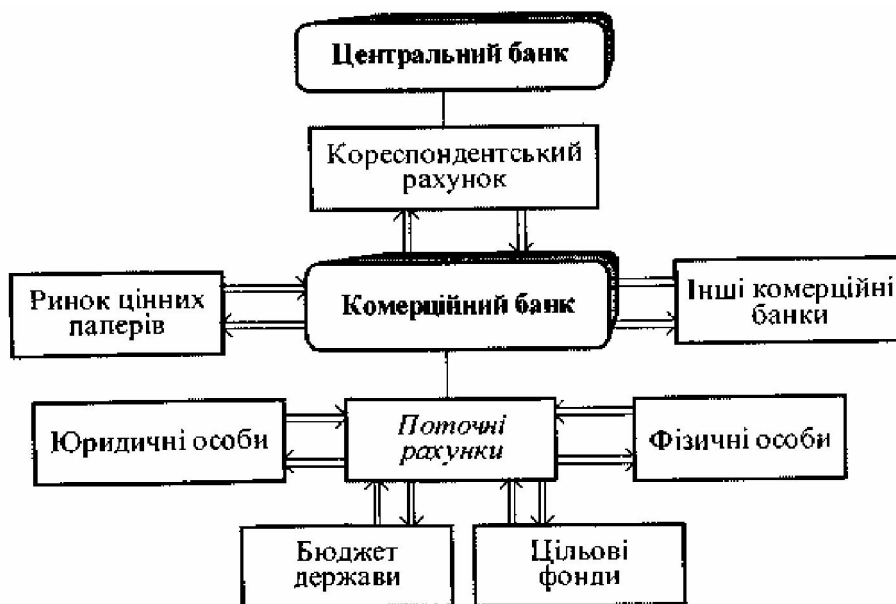 Центральний банк
Кореспондентський
рахунок
Ринок цінних
паперів
Комерційний банк
Інші комерційні
банки
Юридичні особи
Поточні
рахунки
Фізичні особи
Бюджет
держави
Цільові
фонди